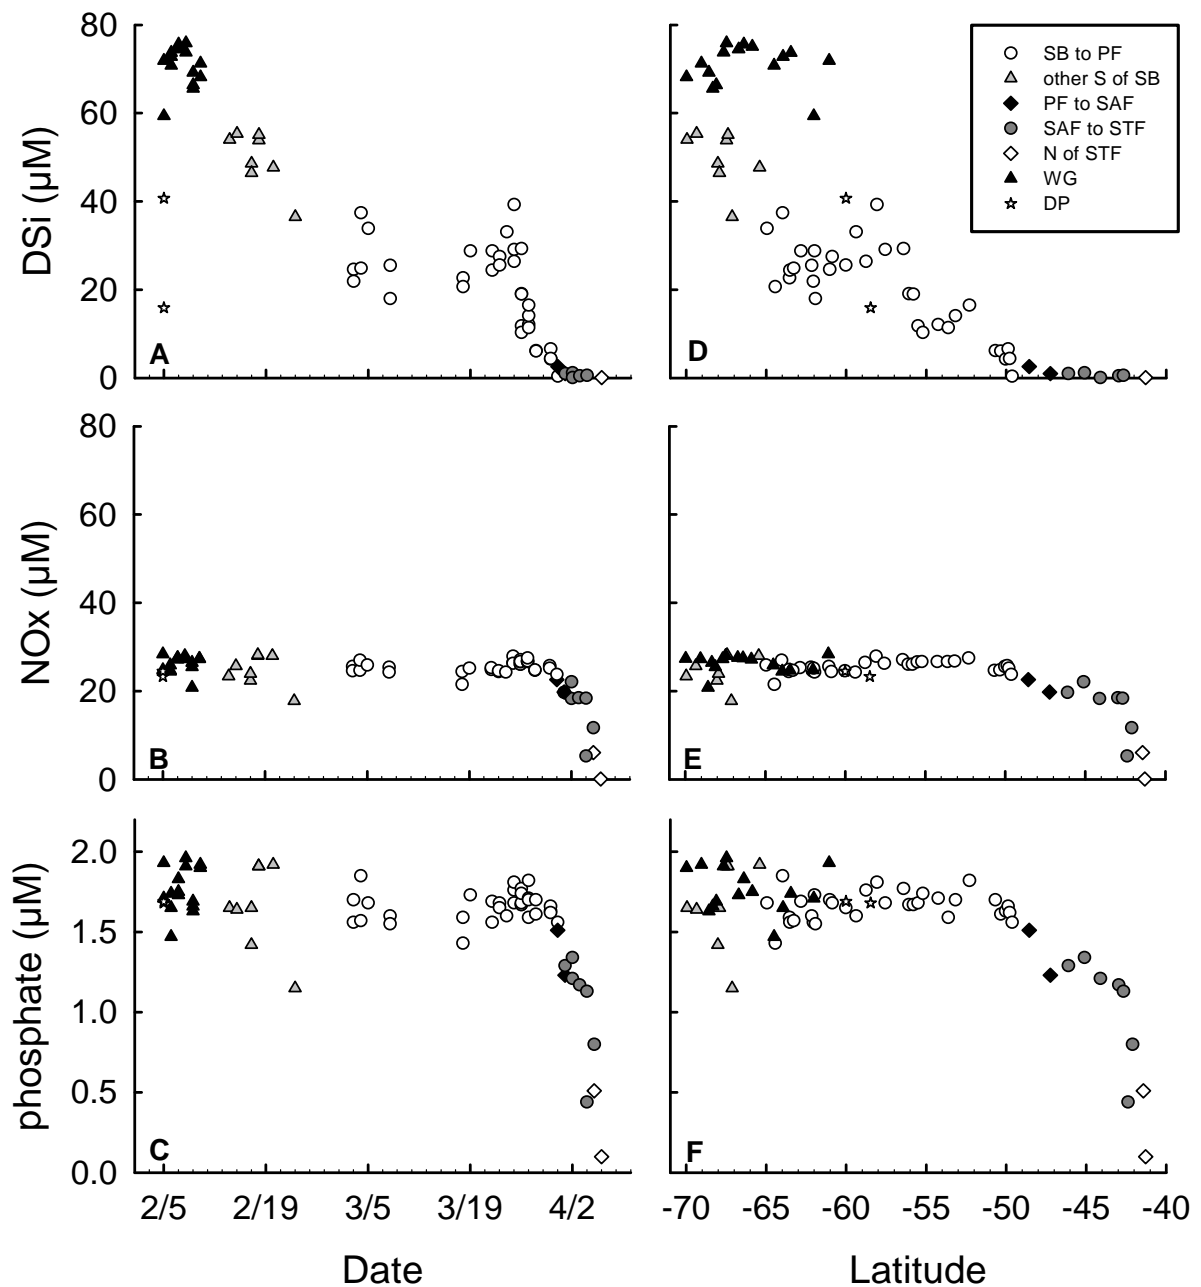 80
60
40
20
0
DSi (µM)
A
D
SB to PF
other S of SB
PF to SAF
SAF to STF
N of STF
WG
DP
80
60
40
20
0
NOx (µM)
B
E
2.0
1.5
1.0
0.5
0.0
phosphate (µM)
C
F
2/5 2/19 3/5 3/19 4/2
-70 -65 -60 -55 -50 -45 -40
Date
Latitude